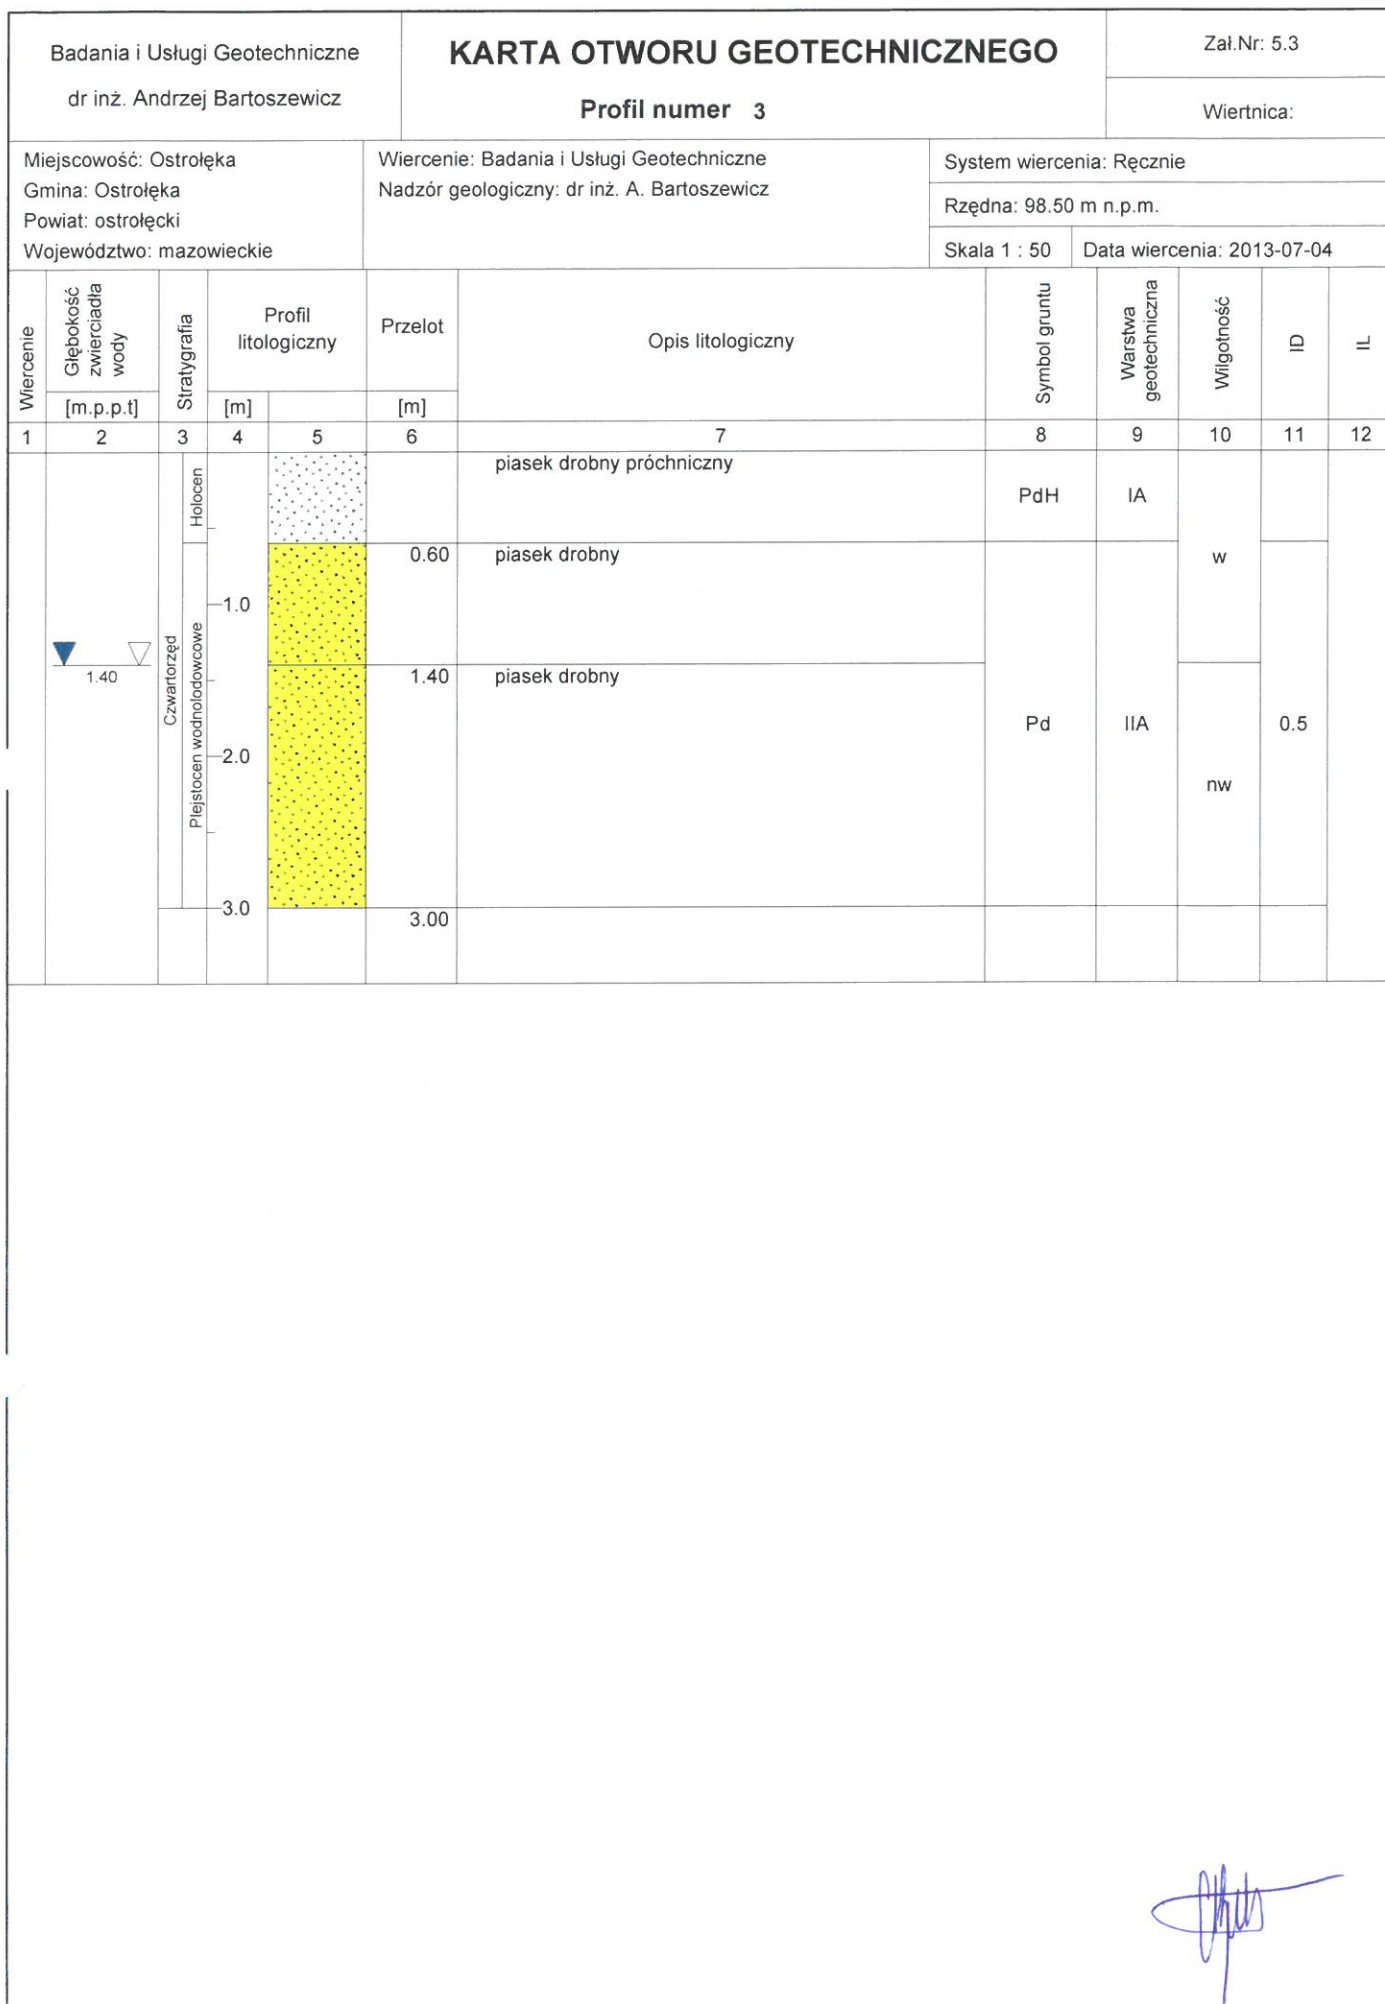 Badania i Usługi Geotechniczne
dr inż. Andrzej Bartoszewicz
KARTA OTWORU GEOTECHNICZNEGO
Profil numer 3
Zał.Nr: 5.3
Wiertnica:
Miejscowość: Ostrołęka
Gmina: Ostrołęka
Powiat: ostrołęcki
Województwo: mazowieckie
Wiercenie: Badania i Usługi Geotechniczne
Nadzór geologiczny: dr inż. A. Bartoszewicz
System wiercenia: Ręcznie
Rzędna: 98.50 m n.p.m.
Skala 1 : 50
Data wiercenia: 2013-07-04
Wiercenie
Głębokość
zwierciadła
wody
[m.p.p.t]
Stratygrafia
Profil
litologiczny
[m]
Przelot
[m]
Opis litologiczny
Symbol gruntu
Warstwa
geotechniczna
Wilgotność
ID
IL
1 2 3 4 5 6 7 8 9 10 11 12
Holocen
piasek drobny próchniczny
PdH
IA
0.60
piasek drobny
w
1.0
Czwartorzęd
Plejstocen wodnolodowcowe
1.40
1.40
piasek drobny
Pd
IIA
0.5
2.0
nw
3.0
3.00